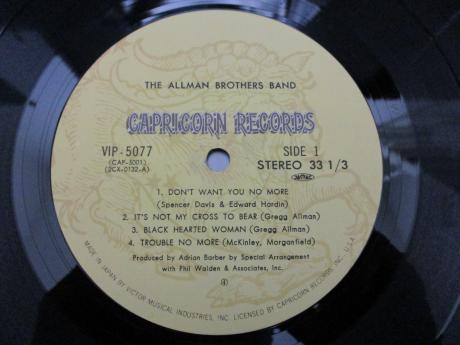 THE ALLMAN BROTHERS BAND
CAPRICORN RECORDS
VIP-5077
(CAP-5001)
(2CX-0132-A)
SIDE 1
STEREO 33 1/3
1. DON'T WANT YOU NO MORE
(Spencer Davis & Edward Hardin)
2. IT'S NOT MY CROSS TO BEAR (Gregg Allman)
3. BLACK HEARTED WOMAN (Gregg Allman)
4. TROUBLE NO MORE (McKinley, Morganfield)
Produced by Adrian Barber by Special Arrangement
with Phil Walden & Associates, Inc.
MADE IN JAPAN BY VICTOR MUSICAL INDUSTRIES, INC. LICENSED BY CAPRICORN RECORDS INC. U.S.A.